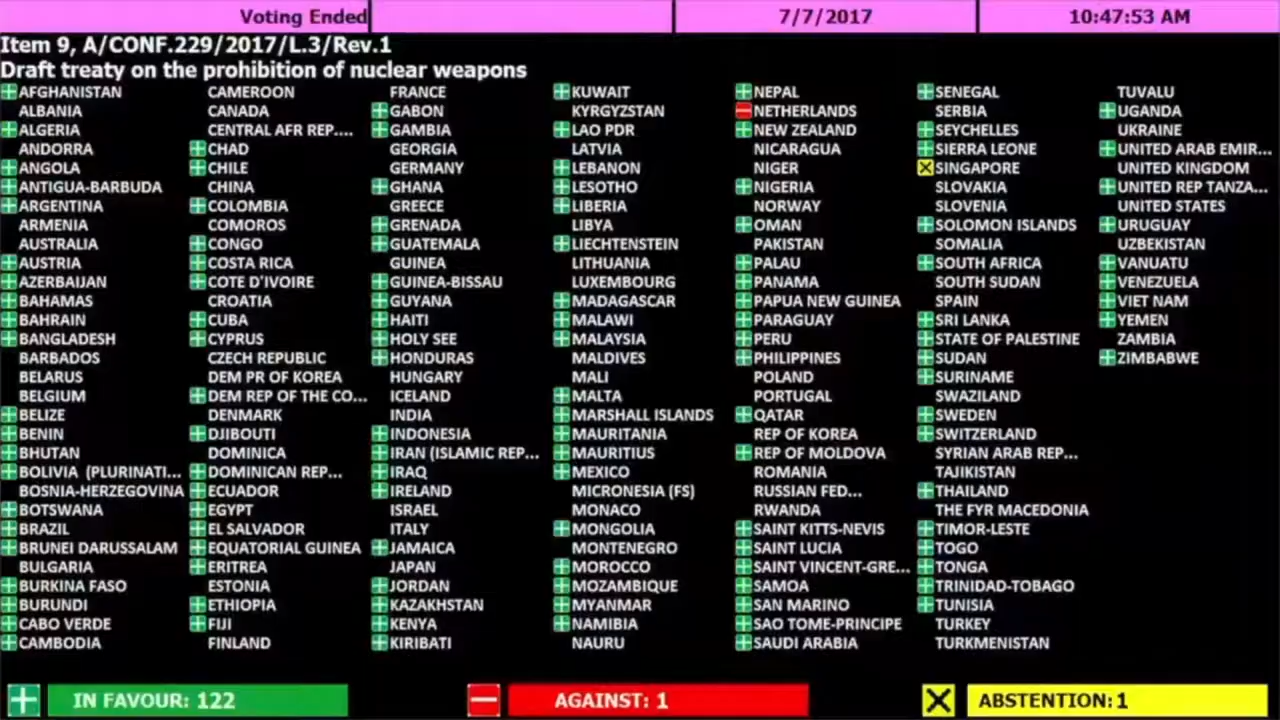 Voting Ended 7/7/2017 10:47:53 AM
Item 9, A/CONF.229/2017/L.3/Rev.1
Draft treaty on the prohibition of nuclear weapons
AFGHANISTAN
ALBANIA
ALGERIA
ANDORRA
ANGOLA
ANTIGUA-BARBUDA
ARGENTINA
ARMENIA
AUSTRALIA
AUSTRIA
AZERBAIJAN
BAHAMAS
BAHRAIN
BANGLADESH
BARBADOS
BELARUS
BELGIUM
BELIZE
BENIN
BHUTAN
BOLIVIA (PLURINATI...
BOSNIA-HERZEGOVINA
BOTSWANA
BRAZIL
BRUNEI DARUSSALAM
BULGARIA
BURKINA FASO
BURUNDI
CABO VERDE
CAMBODIA
CAMEROON
CANADA
CENTRAL AFR REP....
CHAD
CHILE
CHINA
COLOMBIA
COMOROS
CONGO
COSTA RICA
COTE D'IVOIRE
CROATIA
CUBA
CYPRUS
CZECH REPUBLIC
DEM PR OF KOREA
DEM REP OF THE CO...
DENMARK
DJIBOUTI
DOMINICA
DOMINICAN REP...
ECUADOR
EGYPT
EL SALVADOR
EQUATORIAL GUINEA
ERITREA
ESTONIA
ETHIOPIA
FIJI
FINLAND
FRANCE
GABON
GAMBIA
GEORGIA
GERMANY
GHANA
GREECE
GRENADA
GUATEMALA
GUINEA
GUINEA-BISSAU
GUYANA
HAITI
HOLY SEE
HONDURAS
HUNGARY
ICELAND
INDIA
INDONESIA
IRAN (ISLAMIC REP...
IRAQ
IRELAND
ISRAEL
ITALY
JAMAICA
JAPAN
JORDAN
KAZAKHSTAN
KENYA
KIRIBATI
KUWAIT
KYRGYZSTAN
LAO PDR
LATVIA
LEBANON
LESOTHO
LIBERIA
LIBYA
LIECHTENSTEIN
LITHUANIA
LUXEMBOURG
MADAGASCAR
MALAWI
MALAYSIA
MALDIVES
MALI
MALTA
MARSHALL ISLANDS
MAURITANIA
MAURITIUS
MEXICO
MICRONESIA (FS)
MONACO
MONGOLIA
MONTENEGRO
MOROCCO
MOZAMBIQUE
MYANMAR
NAMIBIA
NAURU
NEPAL
NETHERLANDS
NEW ZEALAND
NICARAGUA
NIGER
NIGERIA
NORWAY
OMAN
PAKISTAN
PALAU
PANAMA
PAPUA NEW GUINEA
PARAGUAY
PERU
PHILIPPINES
POLAND
PORTUGAL
QATAR
REP OF KOREA
REP OF MOLDOVA
ROMANIA
RUSSIAN FED...
RWANDA
SAINT KITTS-NEVIS
SAINT LUCIA
SAINT VINCENT-GRE...
SAMOA
SAN MARINO
SAO TOME-PRINCIPE
SAUDI ARABIA
SENEGAL
SERBIA
SEYCHELLES
SIERRA LEONE
SINGAPORE
SLOVAKIA
SLOVENIA
SOLOMON ISLANDS
SOMALIA
SOUTH AFRICA
SOUTH SUDAN
SPAIN
SRI LANKA
STATE OF PALESTINE
SUDAN
SURINAME
SWAZILAND
SWEDEN
SWITZERLAND
SYRIAN ARAB REP...
TAJIKISTAN
THAILAND
THE FYR MACEDONIA
TIMOR-LESTE
TOGO
TONGA
TRINIDAD-TOBAGO
TUNISIA
TURKEY
TURKMENISTAN
TUVALU
UGANDA
UKRAINE
UNITED ARAB EMIR...
UNITED KINGDOM
UNITED REP TANZA...
UNITED STATES
URUGUAY
UZBEKISTAN
VANUATU
VENEZUELA
VIET NAM
YEMEN
ZAMBIA
ZIMBABWE
IN FAVOUR: 122 AGAINST: 1 ABSTENTION: 1